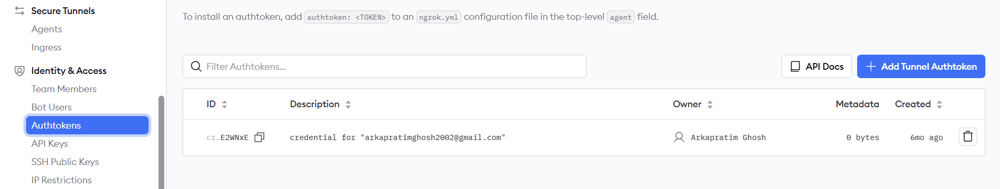 Secure Tunnels
Agents
Ingress
Identity & Access
Team Members
Bot Users
Authtokens
API Keys
SSH Public Keys
IP Restrictions
To install an authtoken, add authtoken: <TOKEN> to an ngrok.yml configuration file in the top-level agent field.
Filter Authtokens...
API Docs
Add Tunnel Authtoken
ID Description Owner Metadata Created
cr…E2WNxE credential for "arkapratimghosh2002@gmail.com" Arkapratim Ghosh 0 bytes 6mo ago